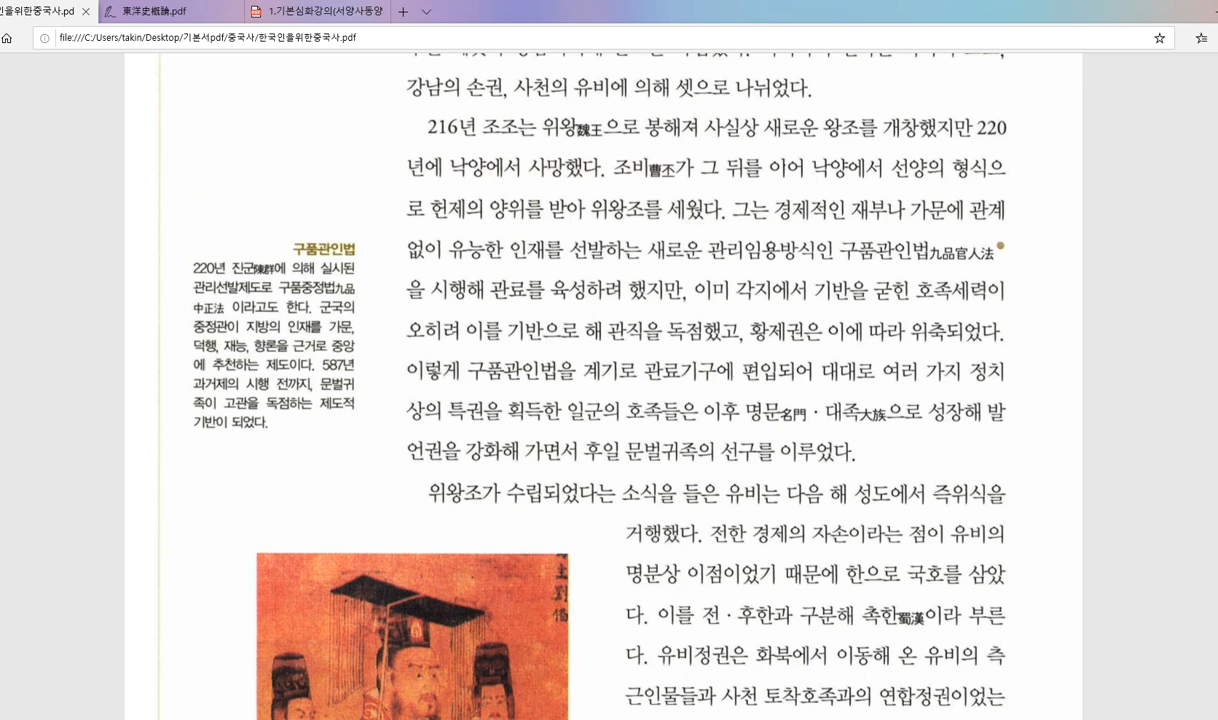 인을위한중국사.pd
東洋史概論.pdf
1.기본심화강의(서양사동양
file:///C:/Users/takin/Desktop/기본서pdf/중국사/한국인을위한중국사.pdf
강남의 손권, 사천의 유비에 의해 셋으로 나뉘었다.
216년 조조는 위왕魏王으로 봉해져 사실상 새로운 왕조를 개창했지만 220
년에 낙양에서 사망했다. 조비曹丕가 그 뒤를 이어 낙양에서 선양의 형식으
로 헌제의 양위를 받아 위왕조를 세웠다. 그는 경제적인 재부나 가문에 관계
없이 유능한 인재를 선발하는 새로운 관리임용방식인 구품관인법九品官人法
을 시행해 관료를 육성하려 했지만, 이미 각지에서 기반을 굳힌 호족세력이
오히려 이를 기반으로 해 관직을 독점했고, 황제권은 이에 따라 위축되었다.
이렇게 구품관인법을 계기로 관료기구에 편입되어 대대로 여러 가지 정치
상의 특권을 획득한 일군의 호족들은 이후 명문名門 · 대족大族으로 성장해 발
언권을 강화해 가면서 후일 문벌귀족의 선구를 이루었다.
위왕조가 수립되었다는 소식을 들은 유비는 다음 해 성도에서 즉위식을
거행했다. 전한 경제의 자손이라는 점이 유비의
명분상 이점이었기 때문에 한으로 국호를 삼았
다. 이를 전 · 후한과 구분해 촉한蜀漢이라 부른
다. 유비정권은 화북에서 이동해 온 유비의 측
근인물들과 사천 토착호족과의 연합정권이었는
구품관인법
220년 진군陳群에 의해 실시된
관리선발제도로 구품중정법九品
中正法 이라고도 한다. 군국의
중정관이 지방의 인재를 가문,
덕행, 재능, 향론을 근거로 중앙
에 추천하는 제도이다. 587년
과거제의 시행 전까지, 문벌귀
족이 고관을 독점하는 제도적
기반이 되었다.
主劉備